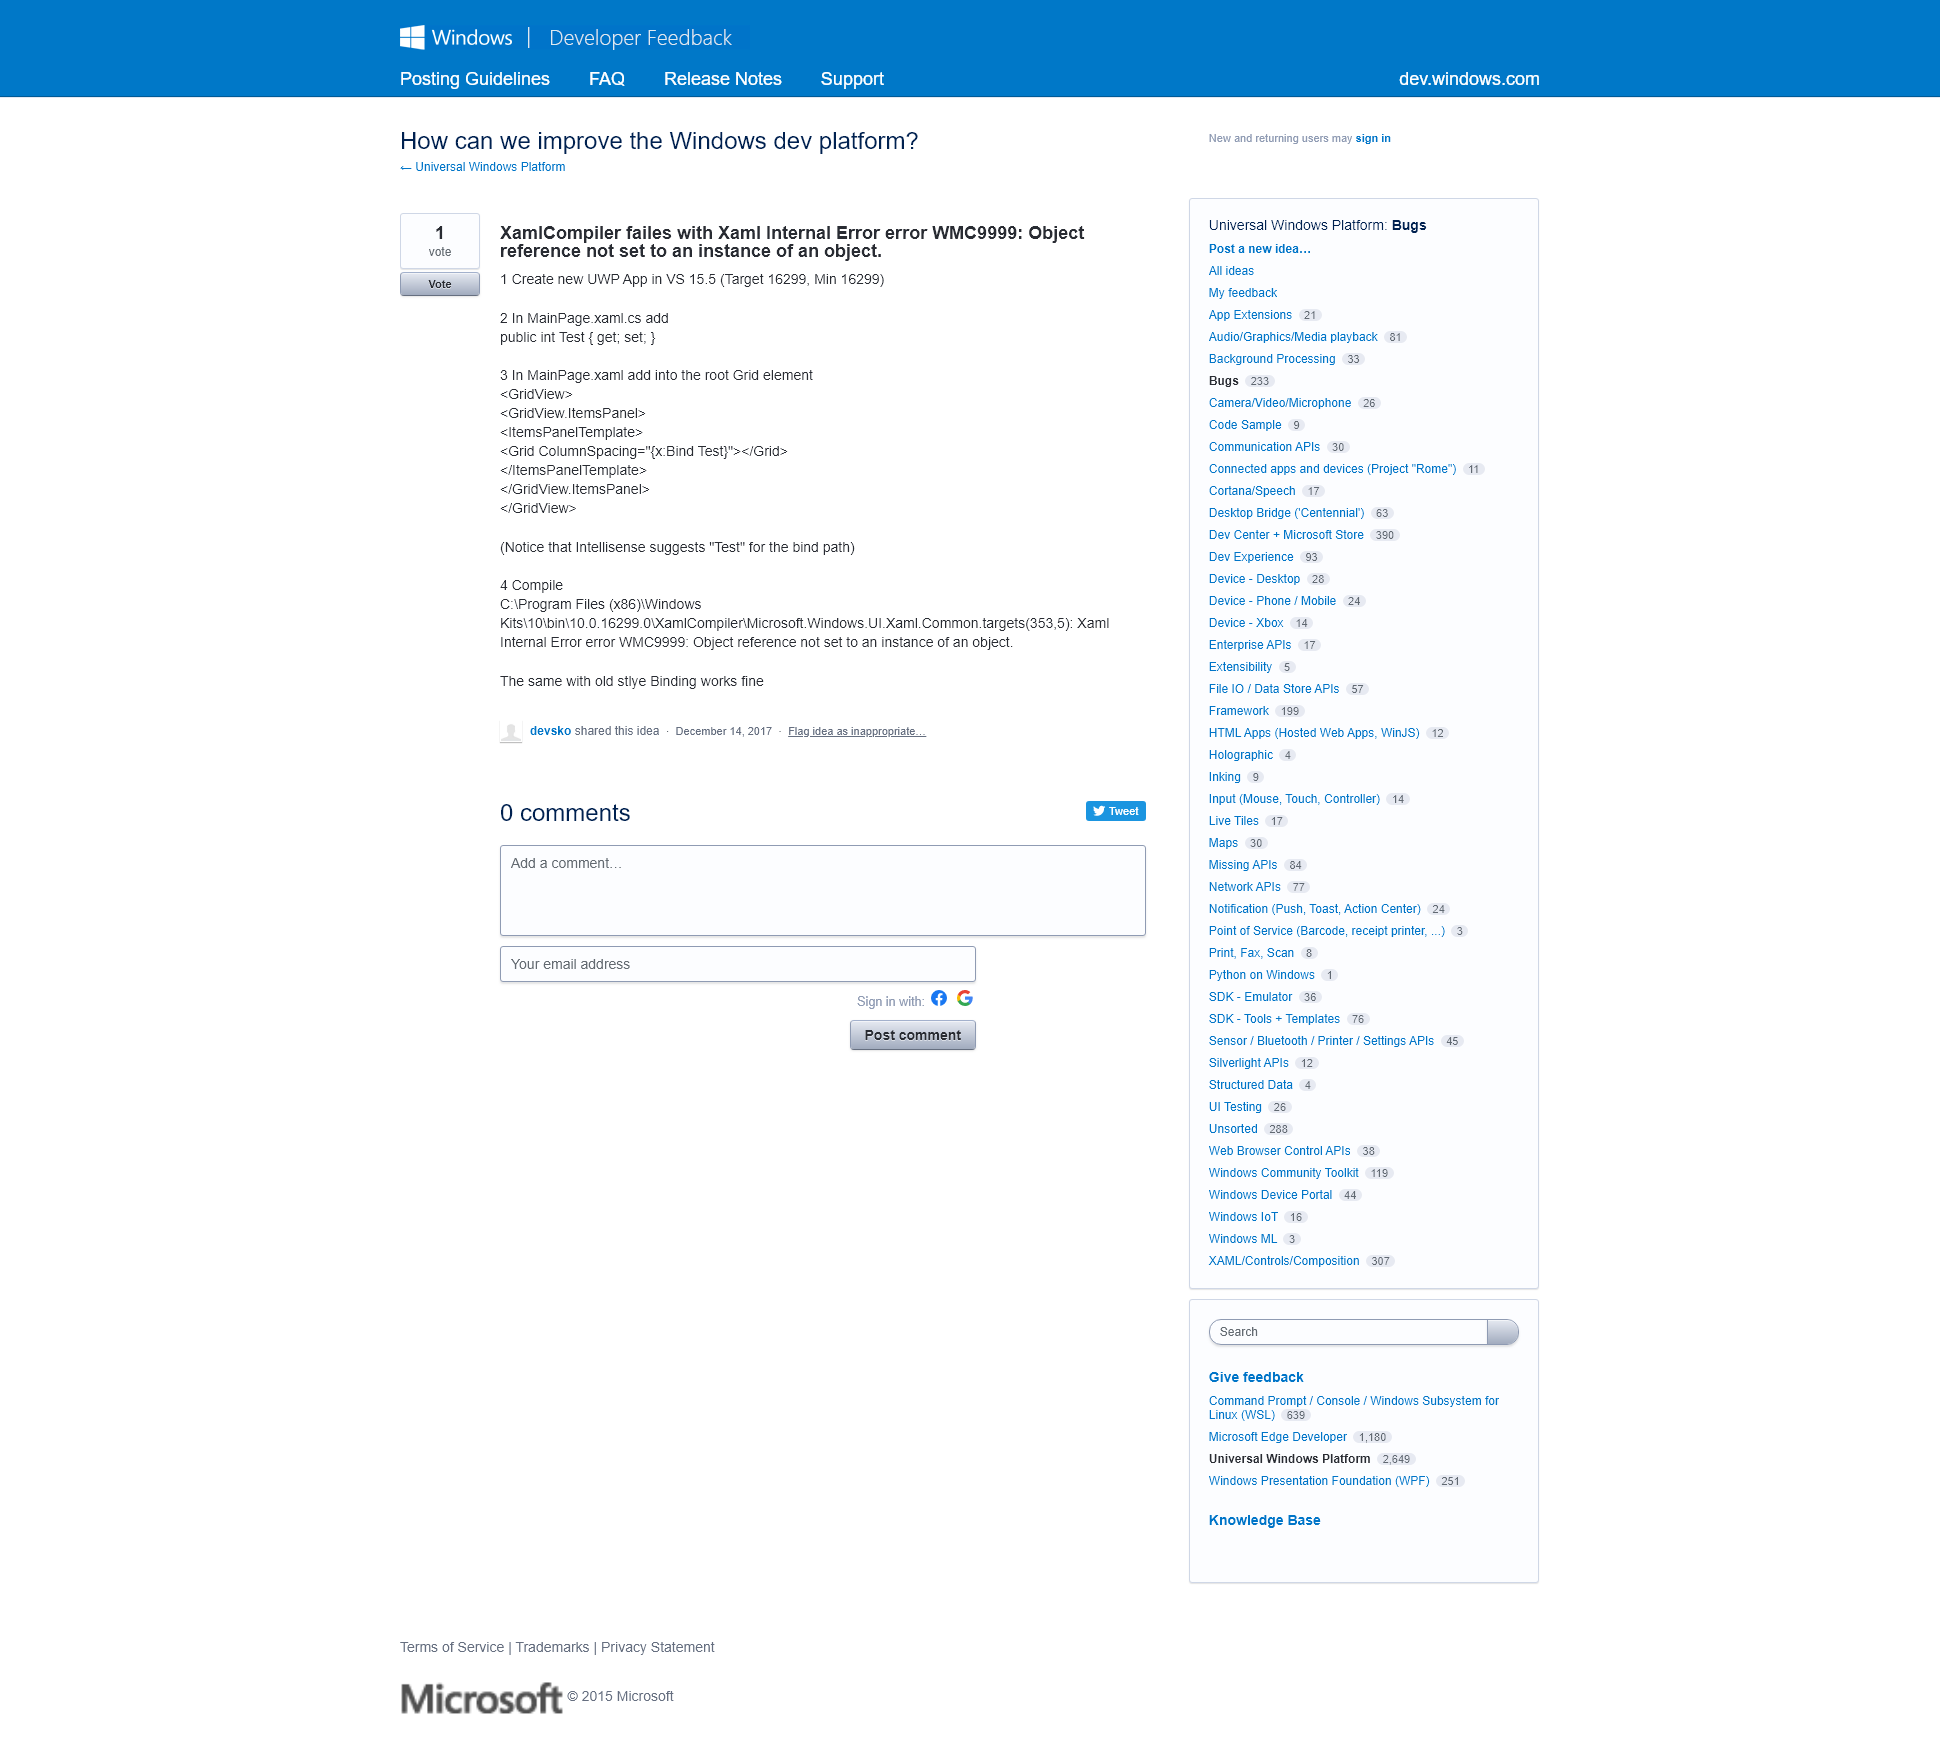 Windows | Developer Feedback
Posting Guidelines FAQ Release Notes Support dev.windows.com
How can we improve the Windows dev platform?
← Universal Windows Platform
New and returning users may sign in
1
vote
Vote
XamlCompiler failes with Xaml Internal Error error WMC9999: Object
reference not set to an instance of an object.
1 Create new UWP App in VS 15.5 (Target 16299, Min 16299)
2 In MainPage.xaml.cs add
public int Test { get; set; }
3 In MainPage.xaml add into the root Grid element
<GridView>
<GridView.ItemsPanel>
<ItemsPanelTemplate>
<Grid ColumnSpacing="{x:Bind Test}"></Grid>
</ItemsPanelTemplate>
</GridView.ItemsPanel>
</GridView>
(Notice that Intellisense suggests "Test" for the bind path)
4 Compile
C:\Program Files (x86)\Windows
Kits\10\bin\10.0.16299.0\XamlCompiler\Microsoft.Windows.UI.Xaml.Common.targets(353,5): Xaml
Internal Error error WMC9999: Object reference not set to an instance of an object.
The same with old stlye Binding works fine
devsko shared this idea · December 14, 2017 · Flag idea as inappropriate…
0 comments
Tweet
Add a comment…
Your email address
Sign in with:
Post comment
Universal Windows Platform: Bugs
Post a new idea…
All ideas
My feedback
App Extensions 21
Audio/Graphics/Media playback 81
Background Processing 33
Bugs 233
Camera/Video/Microphone 26
Code Sample 9
Communication APIs 30
Connected apps and devices (Project "Rome") 11
Cortana/Speech 17
Desktop Bridge ('Centennial') 63
Dev Center + Microsoft Store 390
Dev Experience 93
Device - Desktop 28
Device - Phone / Mobile 24
Device - Xbox 14
Enterprise APIs 17
Extensibility 5
File IO / Data Store APIs 57
Framework 199
HTML Apps (Hosted Web Apps, WinJS) 12
Holographic 4
Inking 9
Input (Mouse, Touch, Controller) 14
Live Tiles 17
Maps 30
Missing APIs 84
Network APIs 77
Notification (Push, Toast, Action Center) 24
Point of Service (Barcode, receipt printer, ...) 3
Print, Fax, Scan 8
Python on Windows 1
SDK - Emulator 36
SDK - Tools + Templates 76
Sensor / Bluetooth / Printer / Settings APIs 45
Silverlight APIs 12
Structured Data 4
UI Testing 26
Unsorted 288
Web Browser Control APIs 38
Windows Community Toolkit 119
Windows Device Portal 44
Windows IoT 16
Windows ML 3
XAML/Controls/Composition 307
Search
Give feedback
Command Prompt / Console / Windows Subsystem for
Linux (WSL) 639
Microsoft Edge Developer 1,180
Universal Windows Platform 2,649
Windows Presentation Foundation (WPF) 251
Knowledge Base
Terms of Service | Trademarks | Privacy Statement
Microsoft © 2015 Microsoft